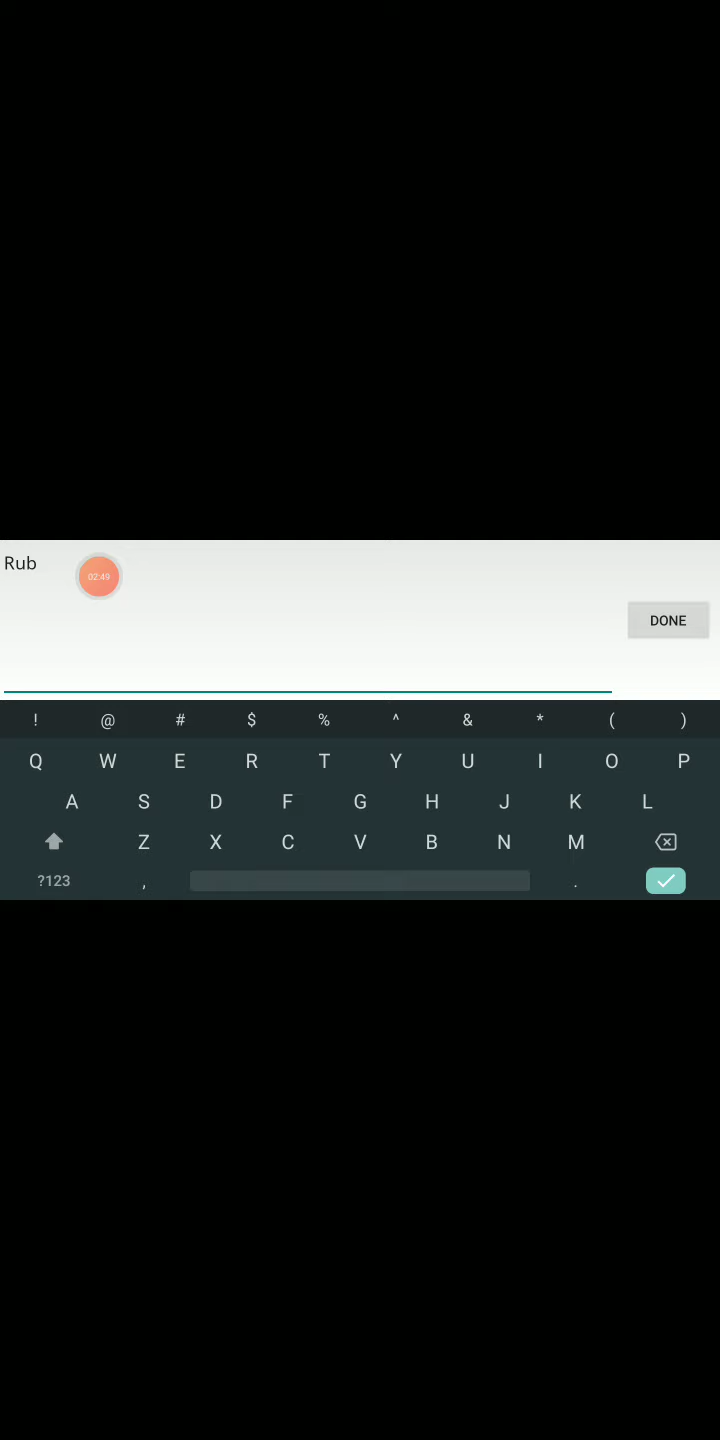 Rub
02:49
DONE
! @ # $ % ^ & * ( )
Q W E R T Y U I O P
A S D F G H J K L
Z X C V B N M
?123 , .